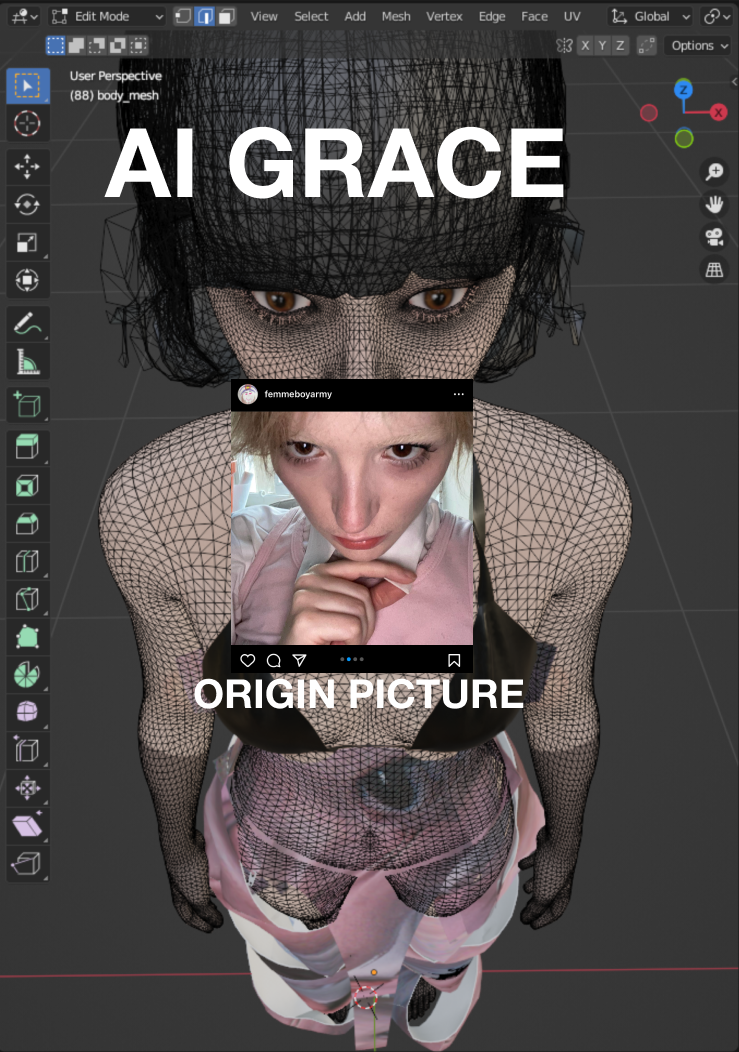 Edit Mode View Select Add Mesh Vertex Edge Face UV Global
X Y Z Options
User Perspective
(88) body_mesh
Z
X
AI GRACE
femmeboyarmy
ORIGIN PICTURE